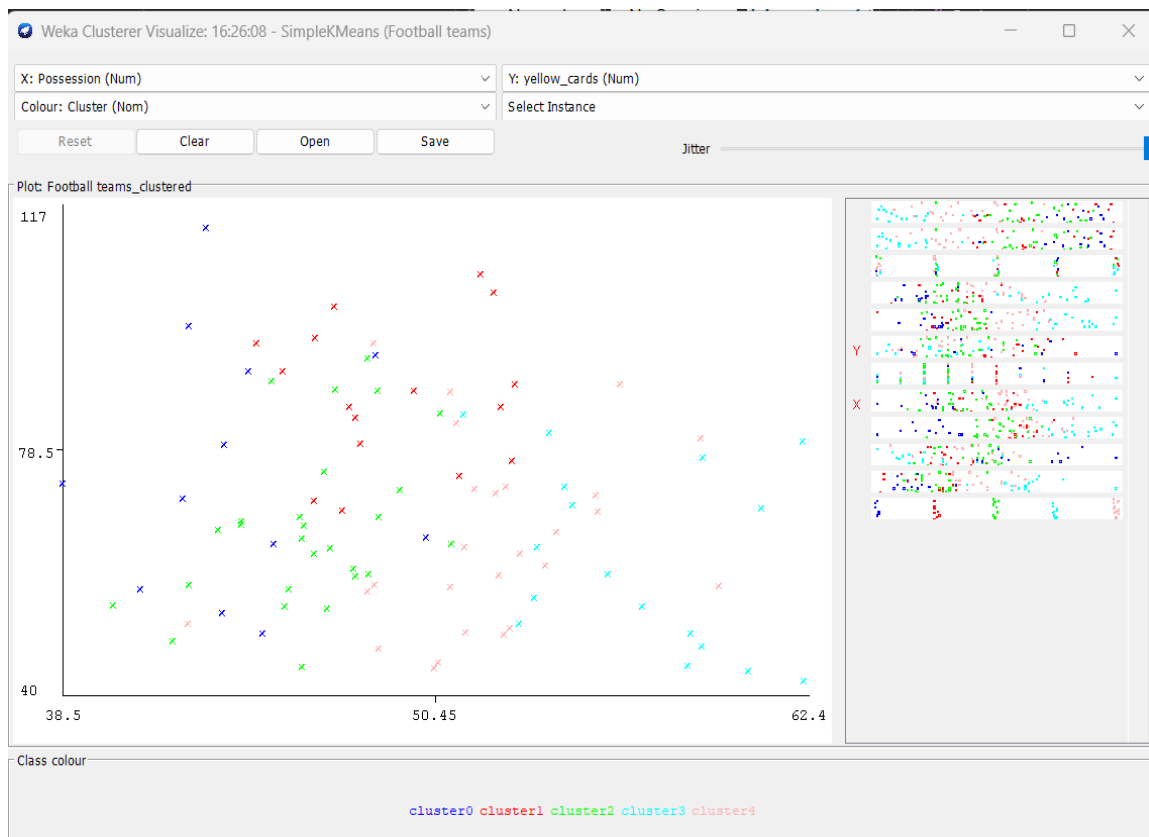 Weka Clusterer Visualize: 16:26:08 - SimpleKMeans (Football teams)
X: Possession (Num) Y: yellow_cards (Num)
Colour: Cluster (Nom) Select Instance
Reset Clear Open Save Jitter
Plot: Football teams_clustered
117
78.5
40
38.5 50.45 62.4
Y
X
Class colour
cluster0 cluster1 cluster2 cluster3 cluster4